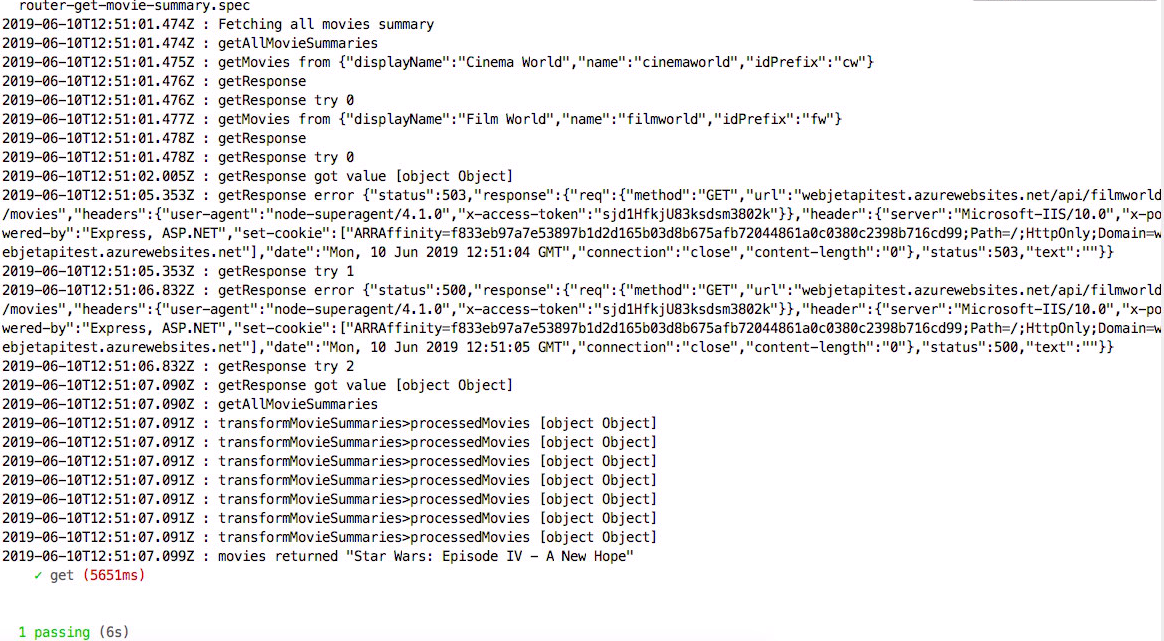 router-get-movie-summary.spec
2019-06-10T12:51:01.474Z : Fetching all movies summary
2019-06-10T12:51:01.474Z : getAllMovieSummaries
2019-06-10T12:51:01.475Z : getMovies from {"displayName":"Cinema World","name":"cinemaworld","idPrefix":"cw"}
2019-06-10T12:51:01.476Z : getResponse
2019-06-10T12:51:01.476Z : getResponse try 0
2019-06-10T12:51:01.477Z : getMovies from {"displayName":"Film World","name":"filmworld","idPrefix":"fw"}
2019-06-10T12:51:01.478Z : getResponse
2019-06-10T12:51:01.478Z : getResponse try 0
2019-06-10T12:51:02.005Z : getResponse got value [object Object]
2019-06-10T12:51:05.353Z : getResponse error {"status":503,"response":{"req":{"method":"GET","url":"webjetapitest.azurewebsites.net/api/filmworld
/movies","headers":{"user-agent":"node-superagent/4.1.0","x-access-token":"sjd1HfkjU83ksdsm3802k"}},"header":{"server":"Microsoft-IIS/10.0","x-po
wered-by":"Express, ASP.NET","set-cookie":["ARRAffinity=f833eb97a7e53897b1d2d165b03d8b675afb72044861a0c0380c2398b716cd99;Path=/;HttpOnly;Domain=w
ebjetapitest.azurewebsites.net"],"date":"Mon, 10 Jun 2019 12:51:04 GMT","connection":"close","content-length":"0"},"status":503,"text":""}}
2019-06-10T12:51:05.353Z : getResponse try 1
2019-06-10T12:51:06.832Z : getResponse error {"status":500,"response":{"req":{"method":"GET","url":"webjetapitest.azurewebsites.net/api/filmworld
/movies","headers":{"user-agent":"node-superagent/4.1.0","x-access-token":"sjd1HfkjU83ksdsm3802k"}},"header":{"server":"Microsoft-IIS/10.0","x-po
wered-by":"Express, ASP.NET","set-cookie":["ARRAffinity=f833eb97a7e53897b1d2d165b03d8b675afb72044861a0c0380c2398b716cd99;Path=/;HttpOnly;Domain=w
ebjetapitest.azurewebsites.net"],"date":"Mon, 10 Jun 2019 12:51:05 GMT","connection":"close","content-length":"0"},"status":500,"text":""}}
2019-06-10T12:51:06.832Z : getResponse try 2
2019-06-10T12:51:07.090Z : getResponse got value [object Object]
2019-06-10T12:51:07.090Z : getAllMovieSummaries
2019-06-10T12:51:07.091Z : transformMovieSummaries>processedMovies [object Object]
2019-06-10T12:51:07.091Z : transformMovieSummaries>processedMovies [object Object]
2019-06-10T12:51:07.091Z : transformMovieSummaries>processedMovies [object Object]
2019-06-10T12:51:07.091Z : transformMovieSummaries>processedMovies [object Object]
2019-06-10T12:51:07.091Z : transformMovieSummaries>processedMovies [object Object]
2019-06-10T12:51:07.091Z : transformMovieSummaries>processedMovies [object Object]
2019-06-10T12:51:07.091Z : transformMovieSummaries>processedMovies [object Object]
2019-06-10T12:51:07.099Z : movies returned "Star Wars: Episode IV - A New Hope"
✓ get (5651ms)
1 passing (6s)